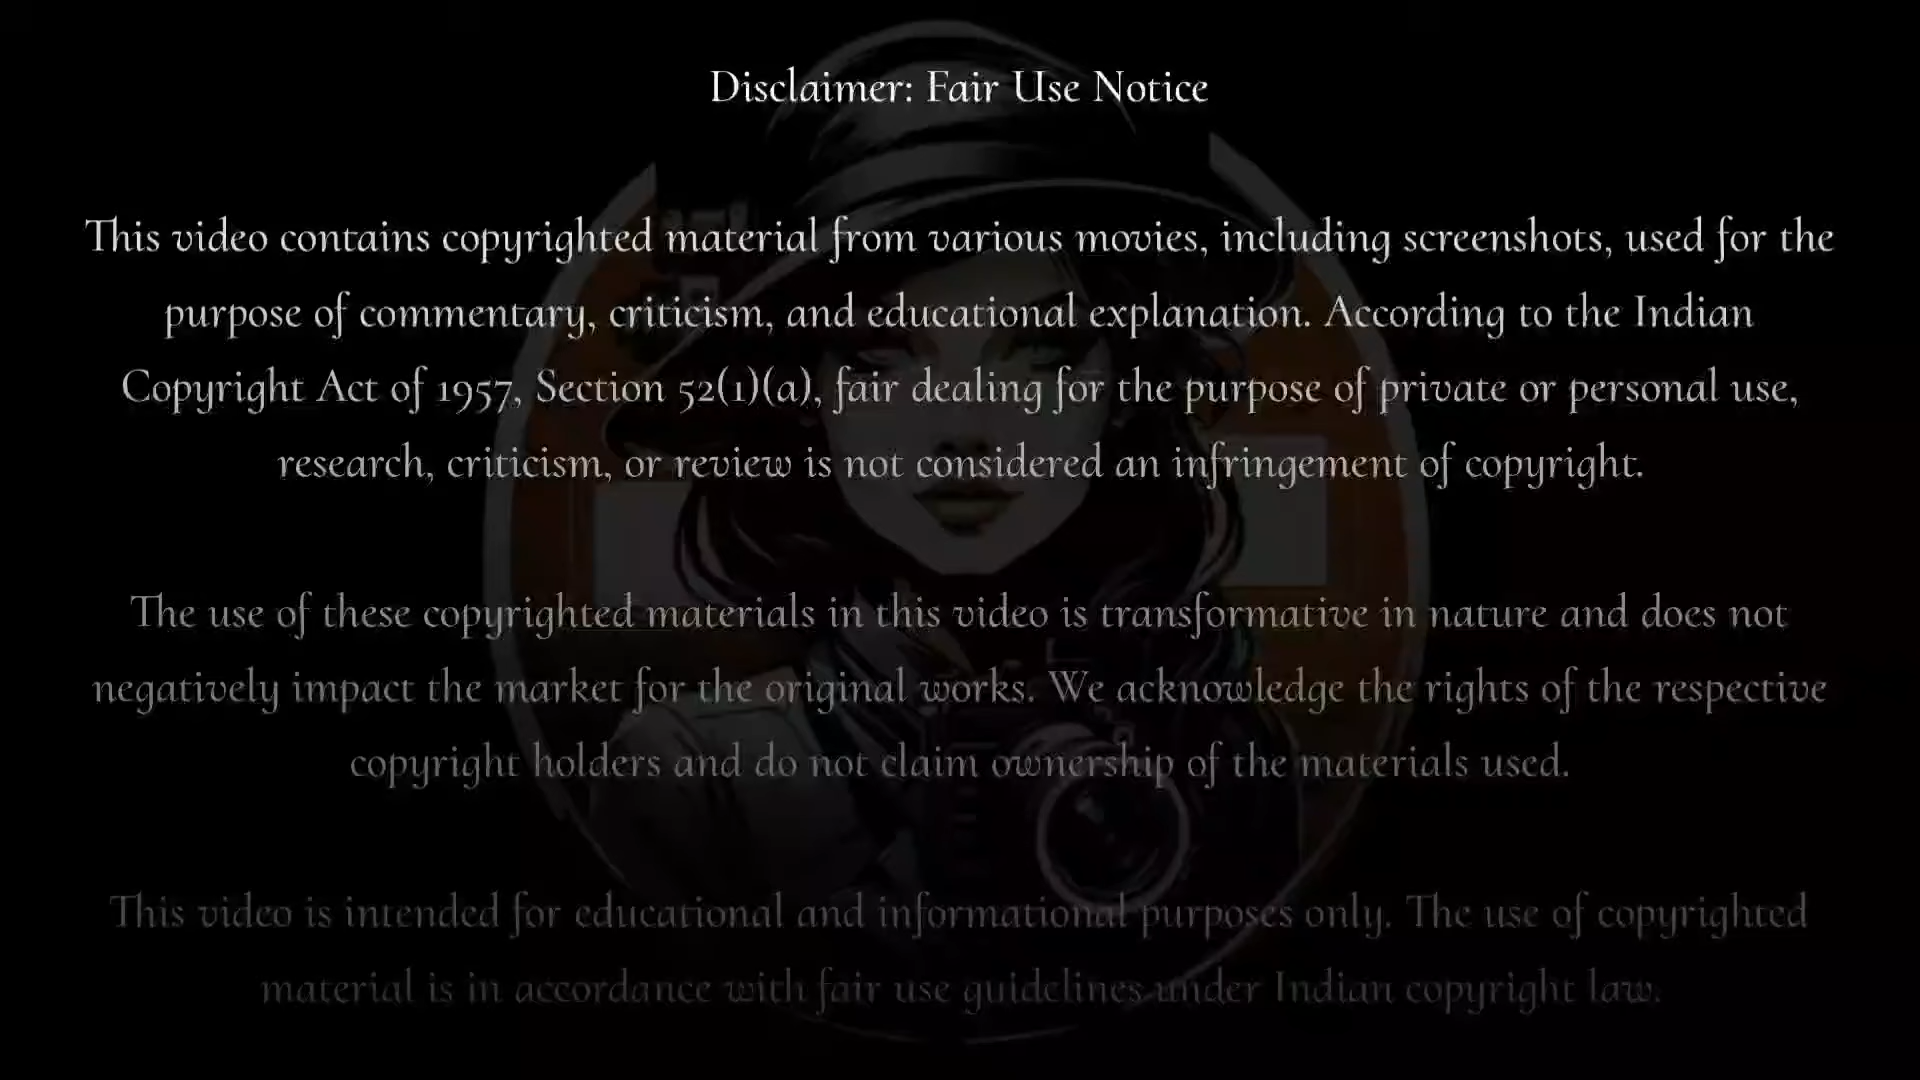 Disclaimer: Fair Use Notice
This video contains copyrighted material from various movies, including screenshots, used for the
purpose of commentary, criticism, and educational explanation. According to the Indian
Copyright Act of 1957, Section 52(1)(a), fair dealing for the purpose of private or personal use,
research, criticism, or review is not considered an infringement of copyright.
The use of these copyrighted materials in this video is transformative in nature and does not
negatively impact the market for the original works. We acknowledge the rights of the respective
copyright holders and do not claim ownership of the materials used.
This video is intended for educational and informational purposes only. The use of copyrighted
material is in accordance with fair use guidelines under Indian copyright law.